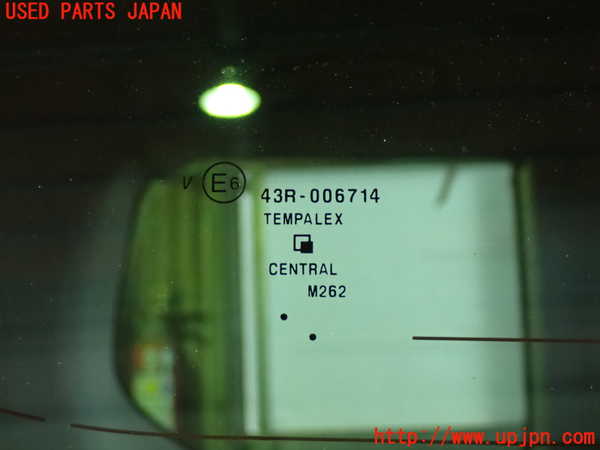 USED PARTS JAPAN
V E6 43R-006714
TEMPALEX
CENTRAL
M262
http://www.upjpn.com/